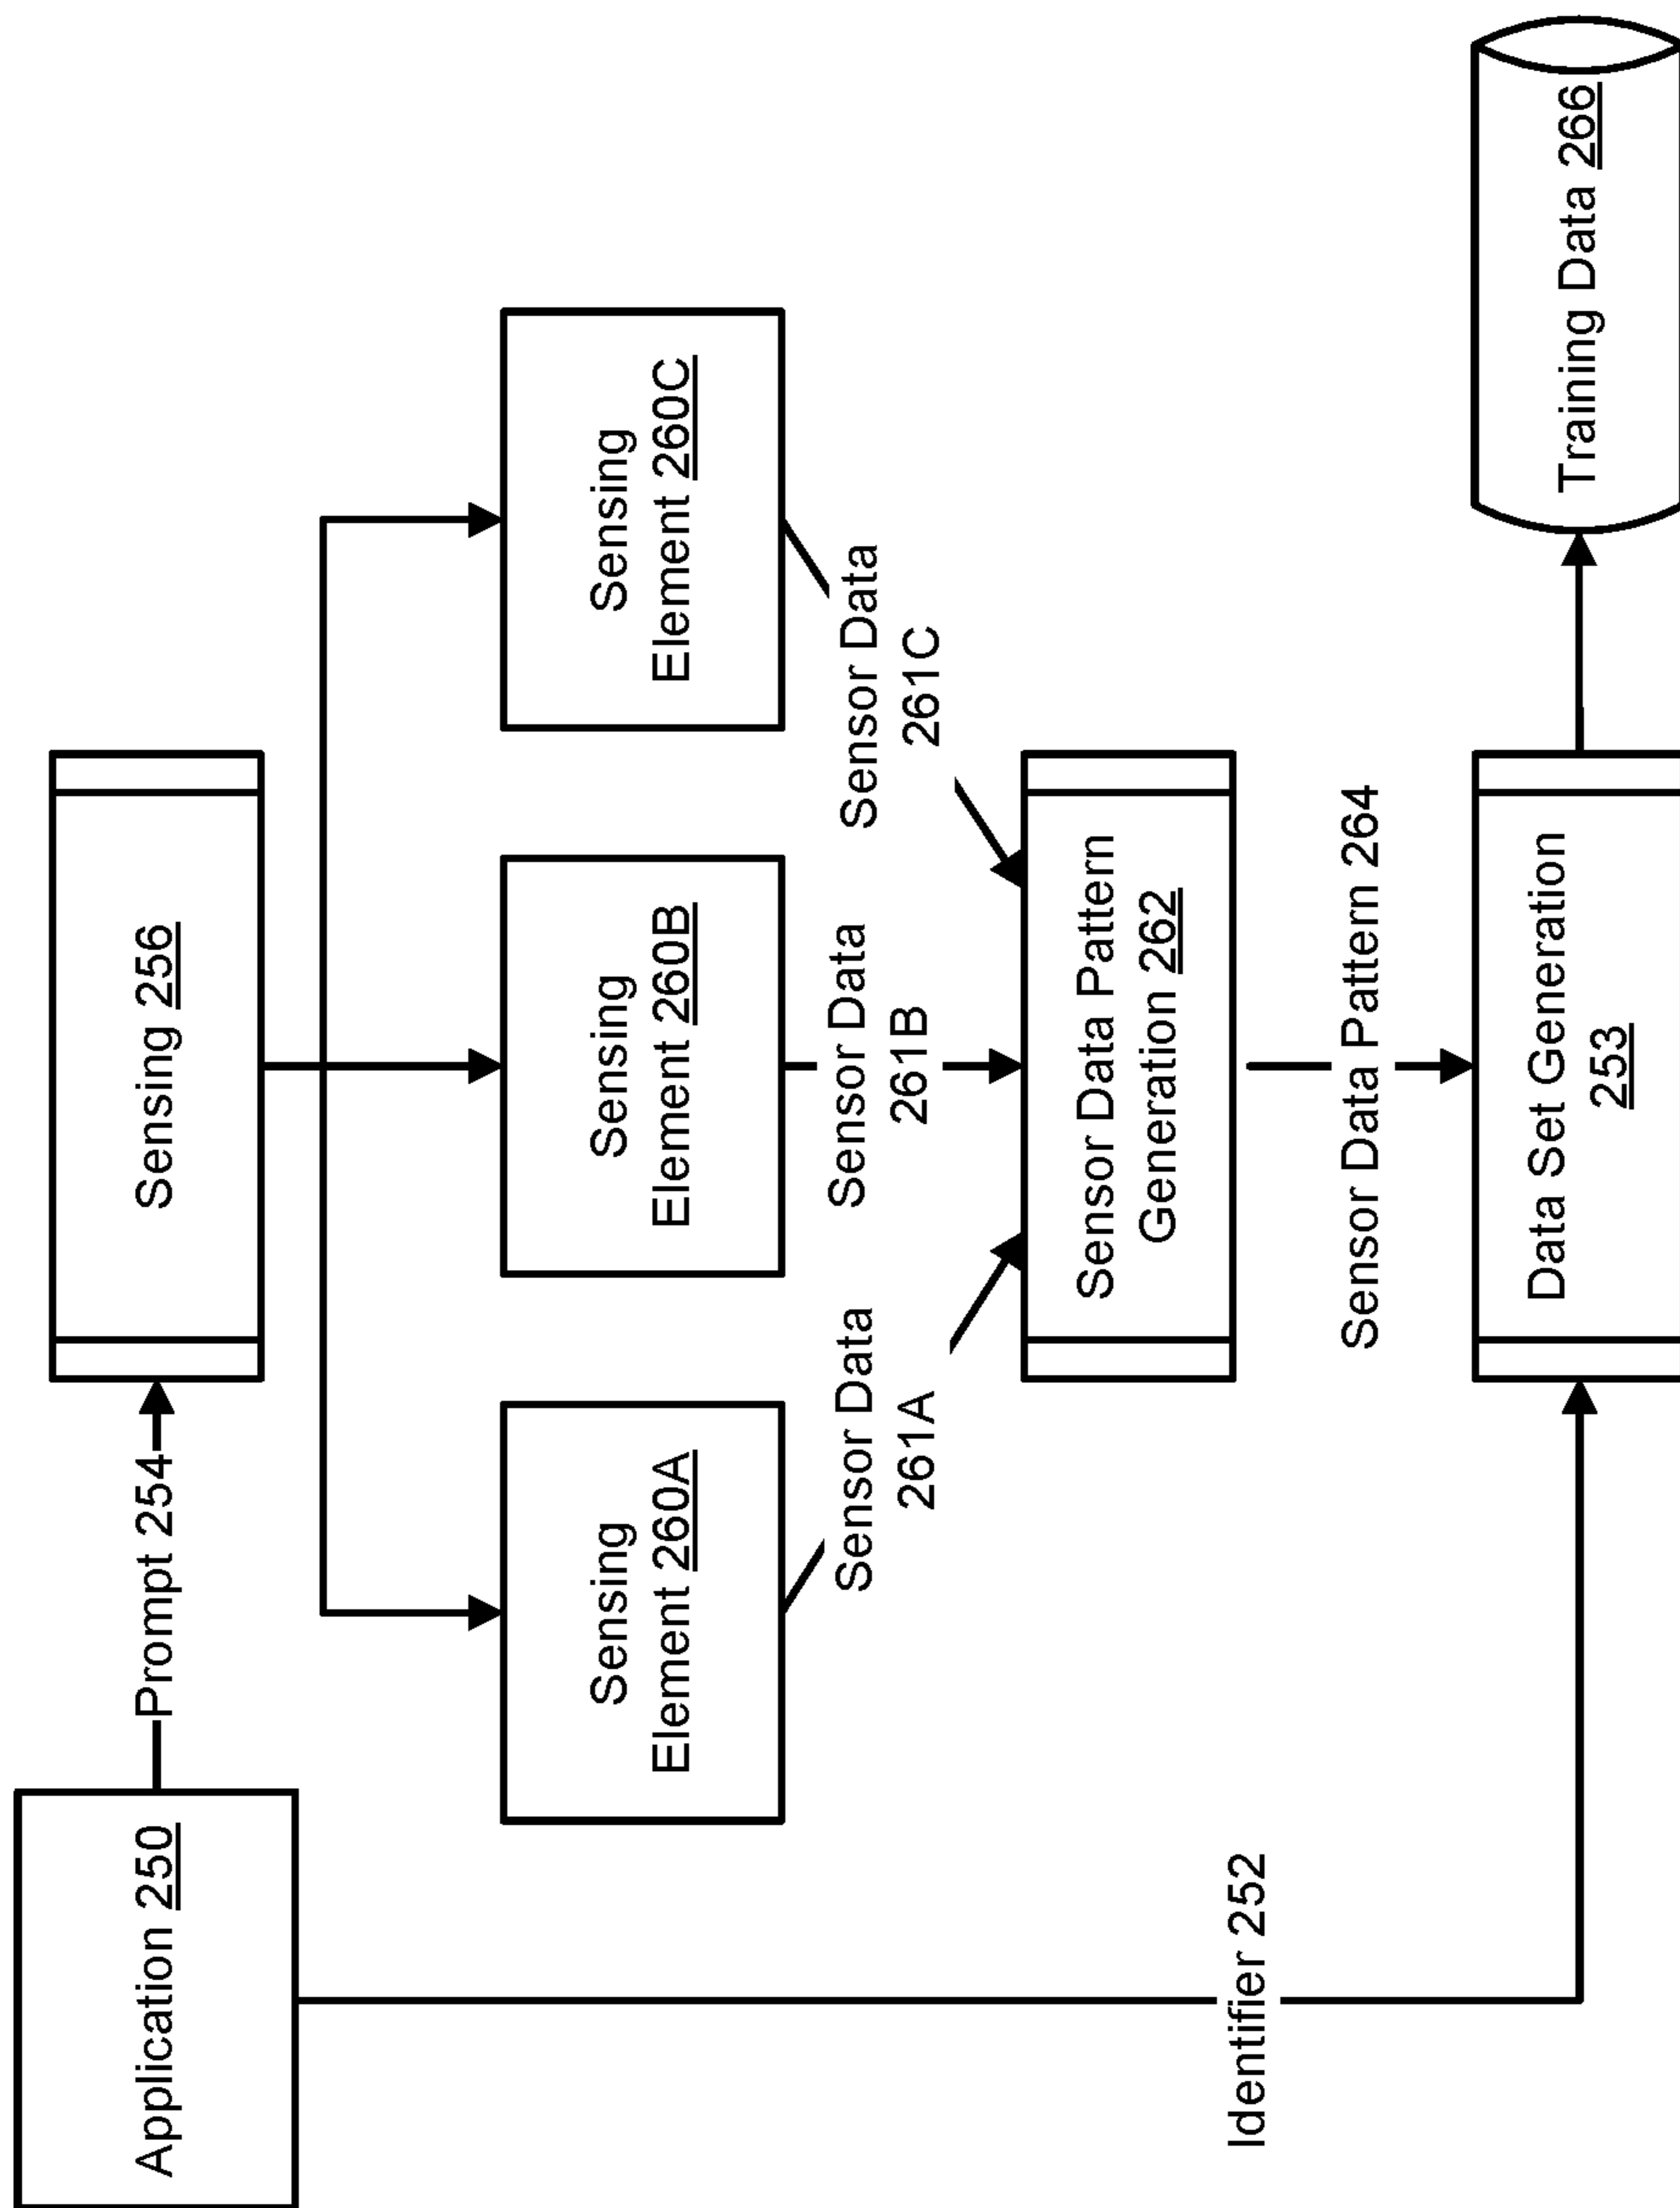 Application 250
Prompt 254
Sensing 256
Sensing
Element 260A
Sensing
Element 260B
Sensing
Element 260C
Sensor Data
261A
Sensor Data
261B
Sensor Data
261C
Sensor Data Pattern
Generation 262
Identifier 252
Sensor Data Pattern 264
Data Set Generation
253
Training Data 266